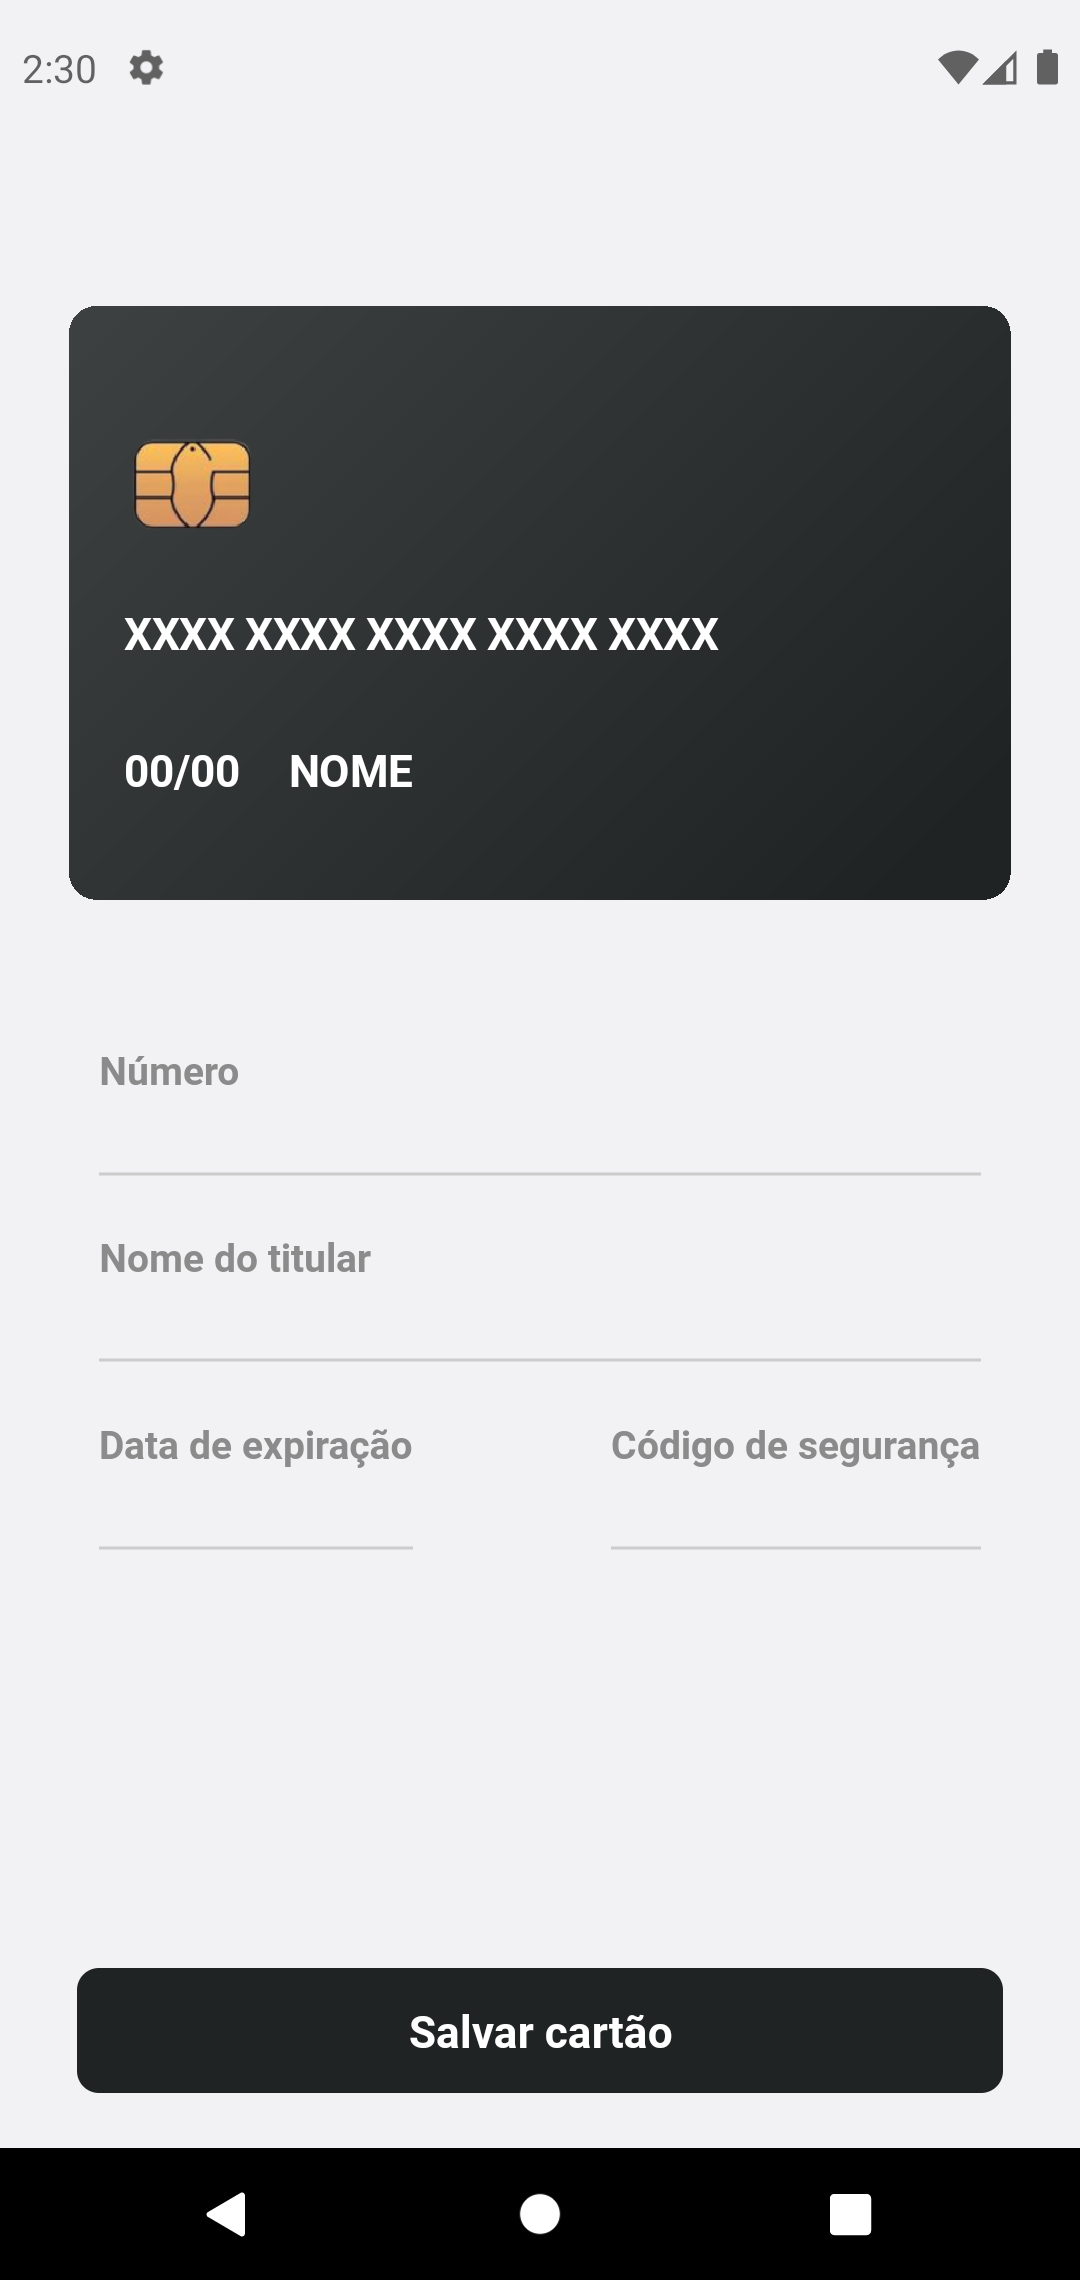 2:30
XXXX XXXX XXXX XXXX XXXX
00/00 NOME
Número
Nome do titular
Data de expiração Código de segurança
Salvar cartão